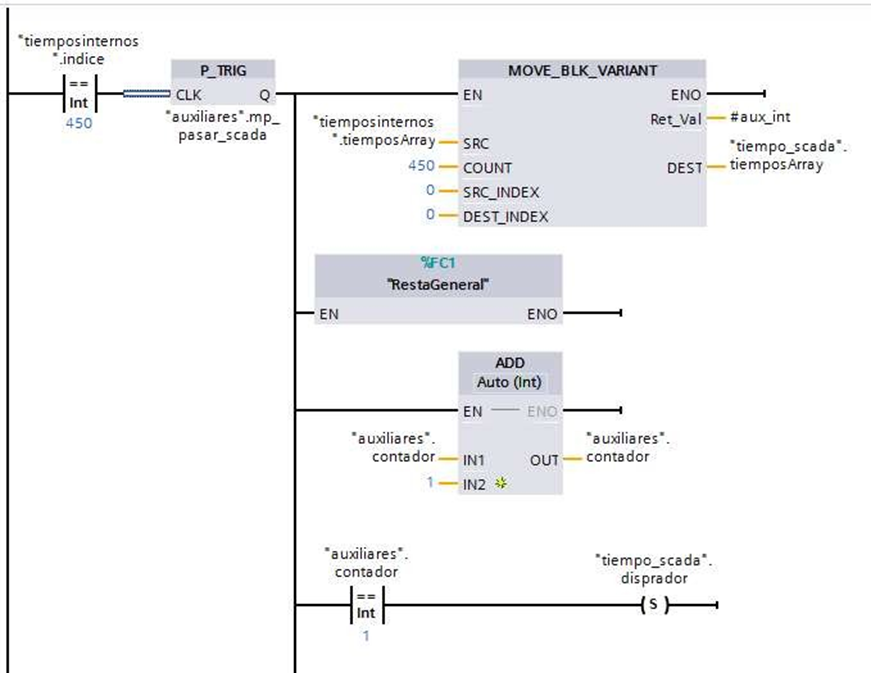 "tiemposinternos
".indice
==
Int
450
P_TRIG
CLK Q
"auxiliares".mp_
pasar_scada
MOVE_BLK_VARIANT
EN ENO
Ret_Val #aux_int
"tiemposinternos
".tiemposArray SRC
"tiempo_scada".
tiemposArray
450 COUNT DEST
0 SRC_INDEX
0 DEST_INDEX
%FC1
"RestaGeneral"
EN ENO
ADD
Auto (Int)
EN ENO
"auxiliares".
contador IN1
OUT "auxiliares".
contador
1 IN2
"auxiliares".
contador
==
Int
1
"tiempo_scada".
disprador
S